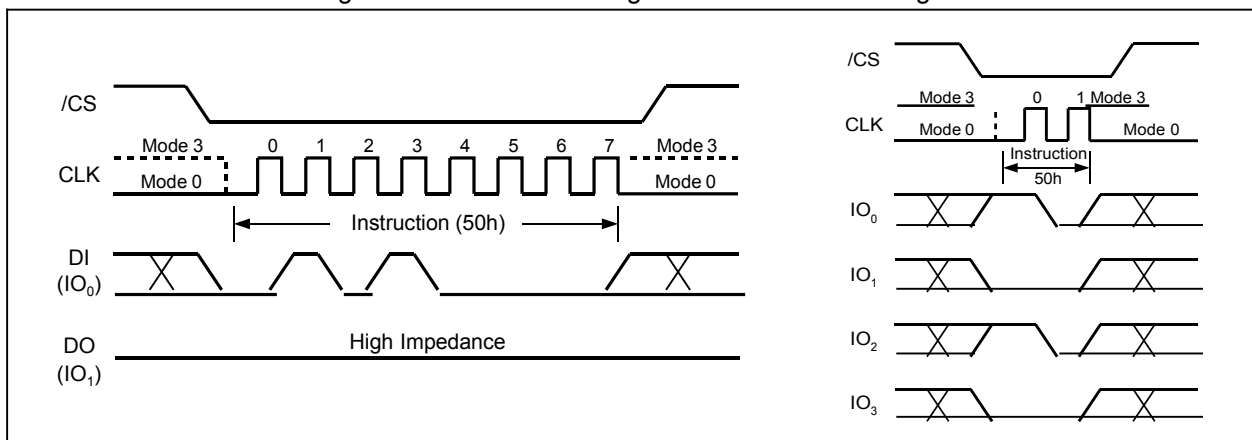 /CS
Mode 3
0 1 2 3 4 5 6 7
Mode 3
CLK
Mode 0
Mode 0
Instruction (50h)
DI
(IO0)
DO
(IO1)
High Impedance
/CS
Mode 3
0
1
Mode 3
CLK
Mode 0
Mode 0
Instruction
50h
IO0
IO1
IO2
IO3